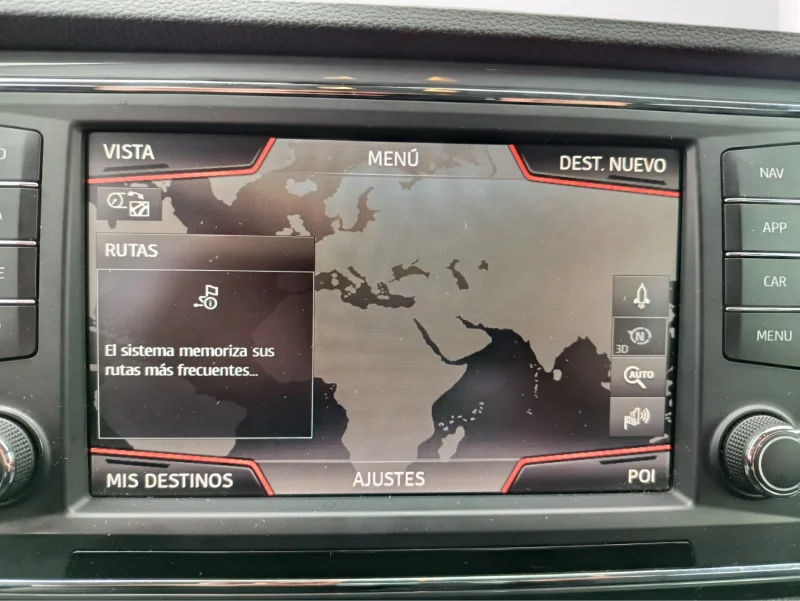 VISTA
MENÚ
DEST. NUEVO
NAV
RUTAS
APP
CAR
El sistema memoriza sus
rutas más frecuentes...
N
3D
MENU
AUTO
MIS DESTINOS
AJUSTES
POI